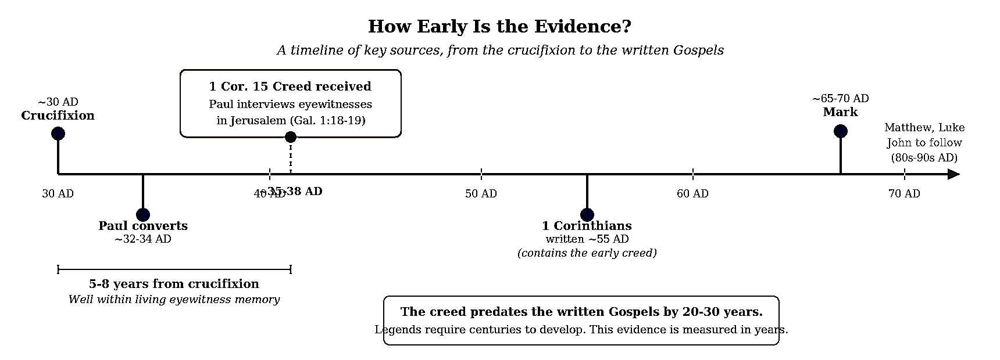 How Early Is the Evidence?
A timeline of key sources, from the crucifixion to the written Gospels
1 Cor. 15 Creed received
Paul interviews eyewitnesses
in Jerusalem (Gal. 1:18-19)
~30 AD
Crucifixion
~65-70 AD
Mark
Matthew, Luke
John to follow
(80s-90s AD)
30 AD
40 AD
~35-38 AD
50 AD
60 AD
70 AD
Paul converts
~32-34 AD
1 Corinthians
written ~55 AD
(contains the early creed)
5-8 years from crucifixion
Well within living eyewitness memory
The creed predates the written Gospels by 20-30 years.
Legends require centuries to develop. This evidence is measured in years.